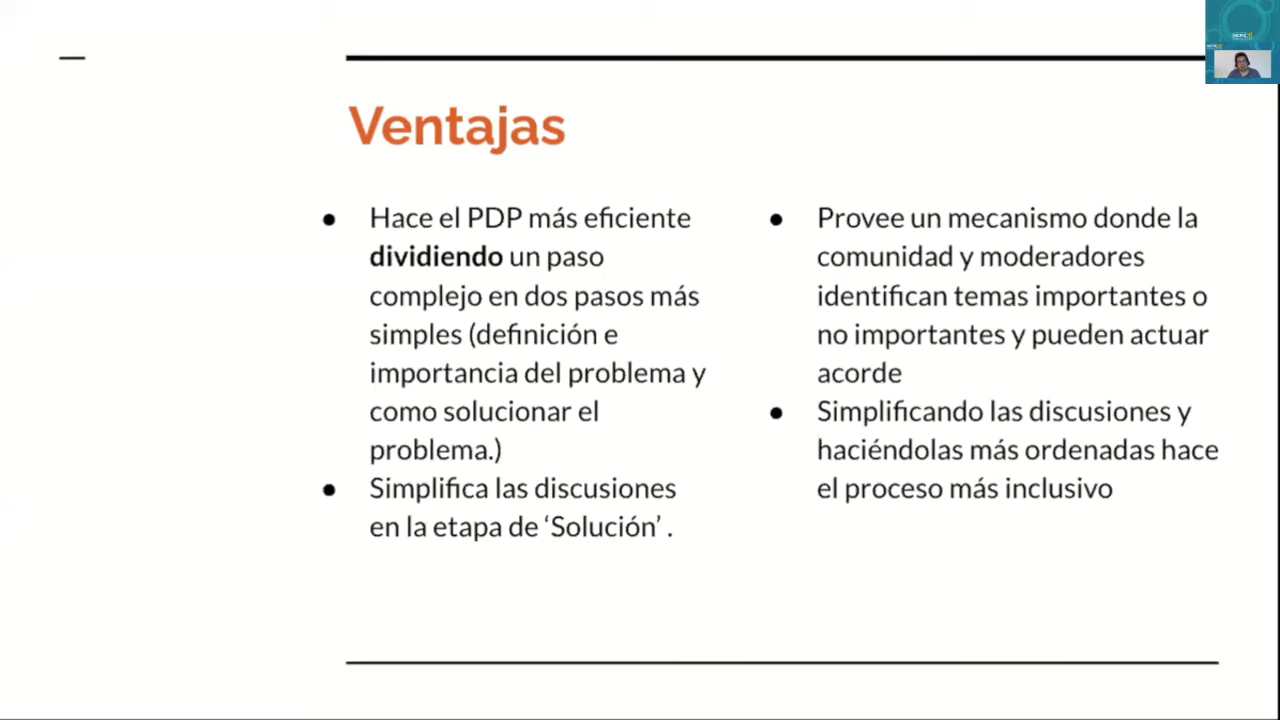 Ventajas
● Hace el PDP más eficiente
dividiendo un paso
complejo en dos pasos más
simples (definición e
importancia del problema y
como solucionar el
problema.)
● Simplifica las discusiones
en la etapa de ‘Solución’ .
● Provee un mecanismo donde la
comunidad y moderadores
identifican temas importantes o
no importantes y pueden actuar
acorde
● Simplificando las discusiones y
haciéndolas más ordenadas hace
el proceso más inclusivo